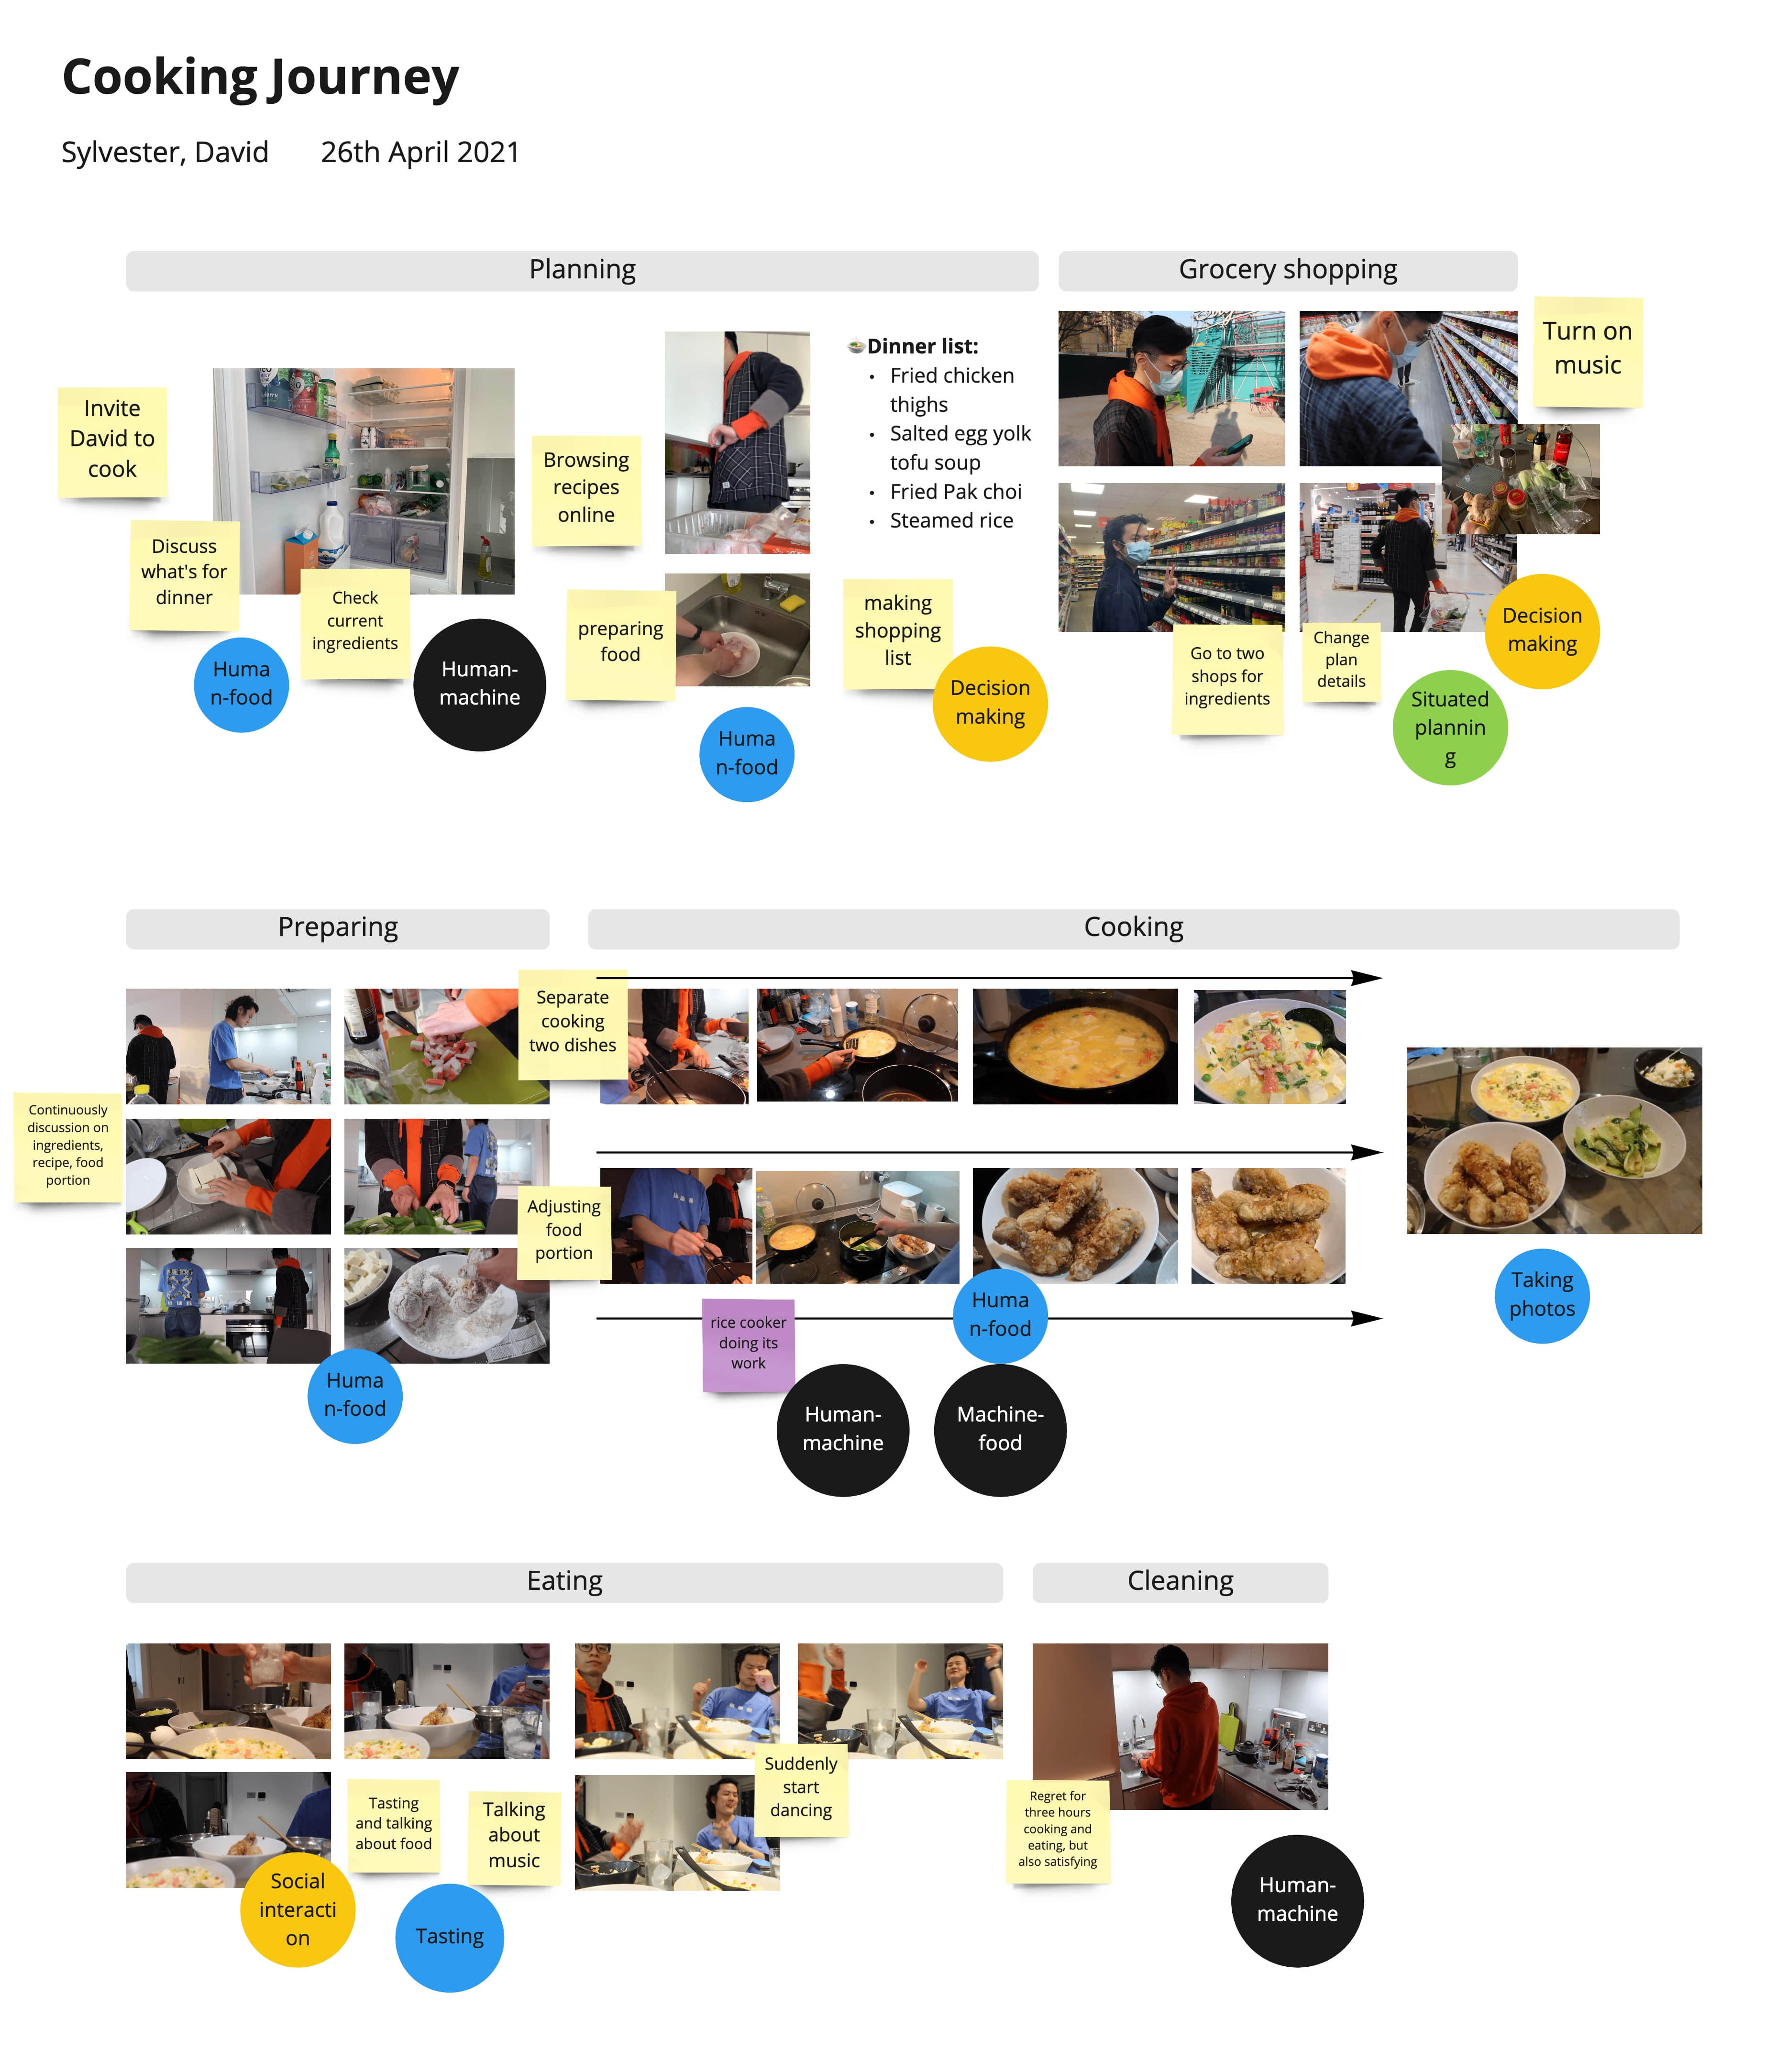 Cooking Journey
Sylvester, David 26th April 2021
Planning
Invite
David to
cook
Discuss
what's for
dinner
Huma
n-food
Check
current
ingredients
Human-
machine
Browsing
recipes
online
preparing
food
Huma
n-food
🍜Dinner list:
• Fried chicken
thighs
• Salted egg yolk
tofu soup
• Fried Pak choi
• Steamed rice
making
shopping
list
Decision
making
Grocery shopping
Turn on
music
Go to two
shops for
ingredients
Change
plan
details
Situated
plannin
g
Decision
making
Preparing
Continuously
discussion on
ingredients,
recipe, food
portion
Huma
n-food
Cooking
Separate
cooking
two dishes
Adjusting
food
portion
rice cooker
doing its
work
Human-
machine
Huma
n-food
Machine-
food
Taking
photos
Eating
Social
interacti
on
Tasting
and talking
about food
Tasting
Talking
about
music
Suddenly
start
dancing
Cleaning
Regret for
three hours
cooking and
eating, but
also satisfying
Human-
machine